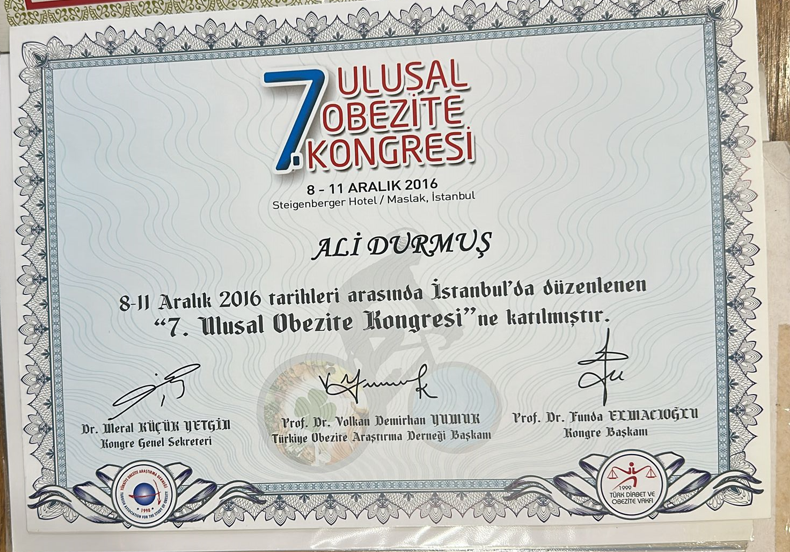 7. ULUSAL
OBEZİTE
KONGRESİ
8 - 11 ARALIK 2016
Steigenberger Hotel / Maslak, İstanbul
ALİ DURMUŞ
8-11 Aralık 2016 tarihleri arasında İstanbul'da düzenlenen
“7. Ulusal Obezite Kongresi”ne katılmıştır.
Dr. Meral KÜÇÜK YETGİN
Kongre Genel Sekreteri
Prof. Dr. Volkan Demirhan YUMUK
Türkiye Obezite Araştırma Derneği Başkanı
Prof. Dr. Funda ELMACIOĞLU
Kongre Başkanı
1998
1999
TÜRK DİABET VE
OBEZİTE VAKFI